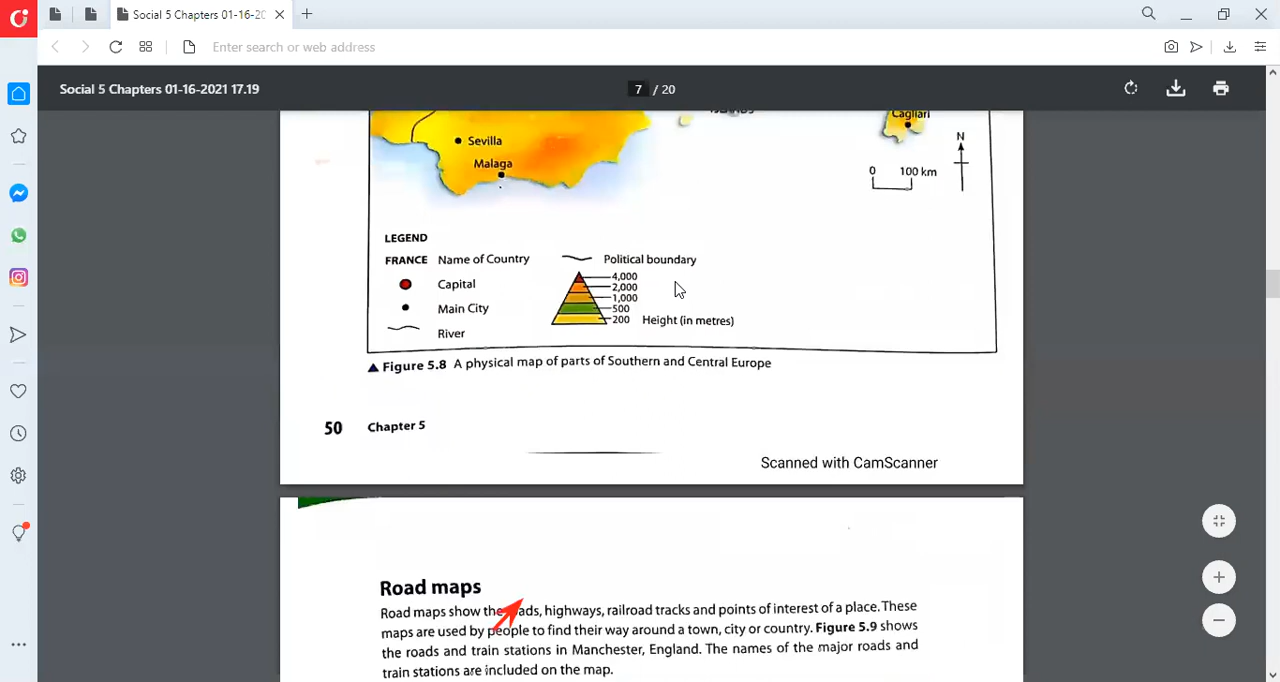 Social 5 Chapters 01-16-20
Enter search or web address
Social 5 Chapters 01-16-2021 17.19
7 / 20
Cagliari
Sevilla
Malaga
N
0 100 km
LEGEND
FRANCE Name of Country
Political boundary
Capital
4,000
2,000
1,000
500
200
Main City
Height (in metres)
River
Figure 5.8 A physical map of parts of Southern and Central Europe
50 Chapter 5
Scanned with CamScanner
Road maps
Road maps show the roads, highways, railroad tracks and points of interest of a place. These
maps are used by people to find their way around a town, city or country. Figure 5.9 shows
the roads and train stations in Manchester, England. The names of the major roads and
train stations are included on the map.